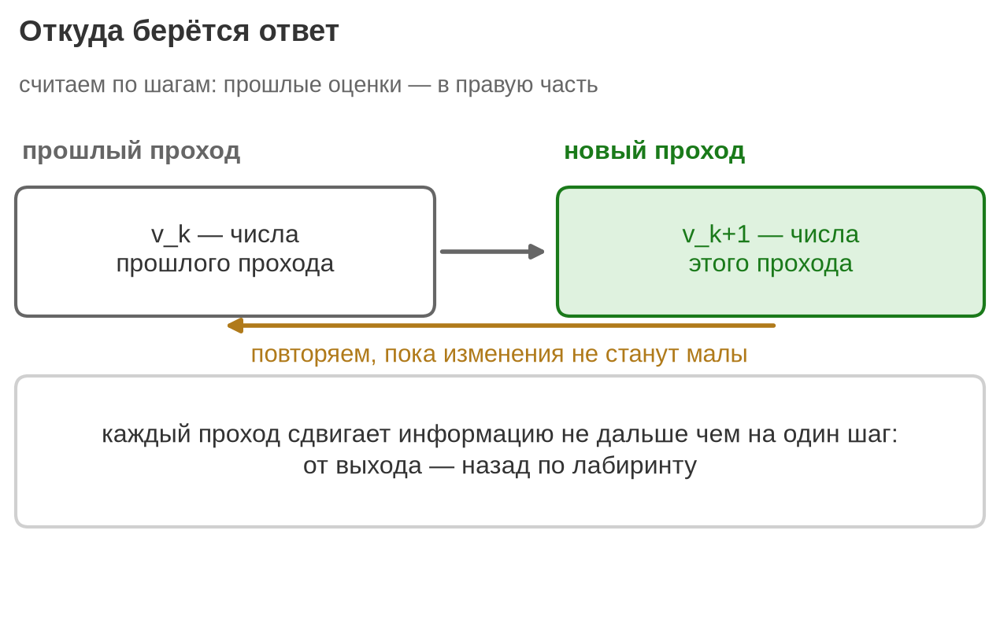 Откуда берётся ответ
считаем по шагам: прошлые оценки — в правую часть
прошлый проход
новый проход
v_k — числа
прошлого прохода
v_k+1 — числа
этого прохода
повторяем, пока изменения не станут малы
каждый проход сдвигает информацию не дальше чем на один шаг:
от выхода — назад по лабиринту